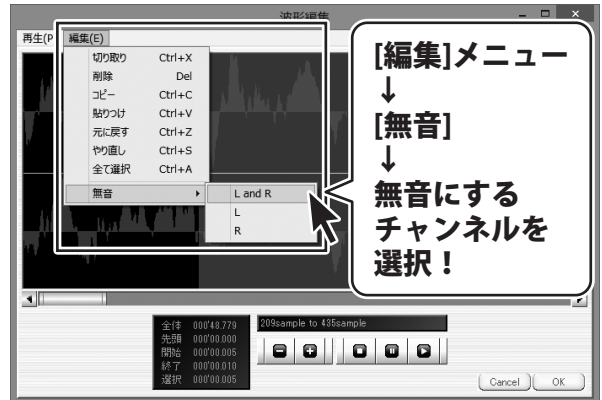 波形編集
再生(P
編集(E)
切り取り Ctrl+X
削除 Del
コピー Ctrl+C
貼りつけ Ctrl+V
元に戻す Ctrl+Z
やり直し Ctrl+S
全て選択 Ctrl+A
無音
L and R
L
R
[編集]メニュー
↓
[無音]
↓
無音にする
チャンネルを
選択！
全体 000'48.779
先頭 000'00.000
開始 000'00.005
終了 000'00.010
選択 000'00.005
209sample to 435sample
Cancel
OK